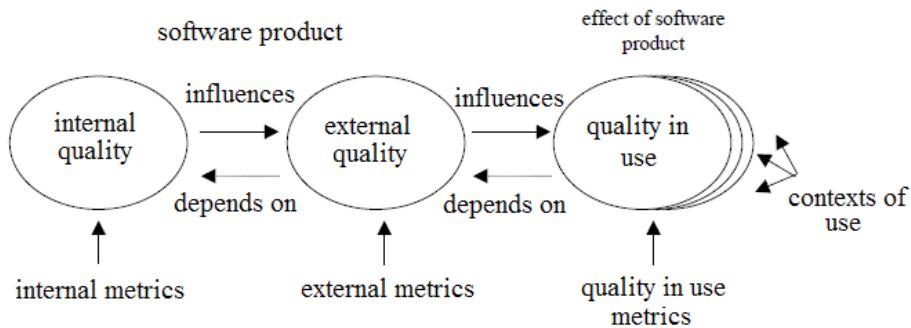 effect of software
product
software product
influences
influences
internal
quality
external
quality
quality in
use
depends on
depends on
contexts of
use
internal metrics
external metrics
quality in use
metrics